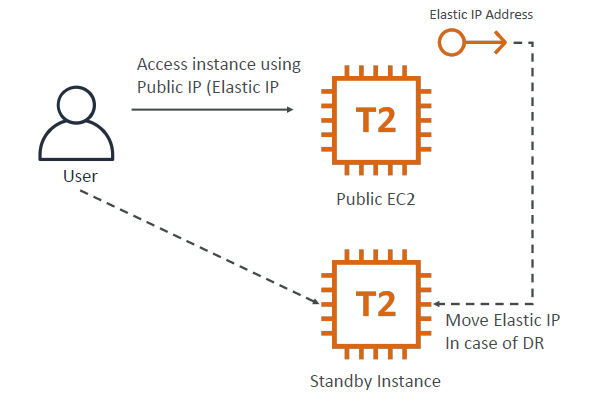 Elastic IP Address
Access instance using
Public IP (Elastic IP
T2
User
Public EC2
T2
Move Elastic IP
In case of DR
Standby Instance